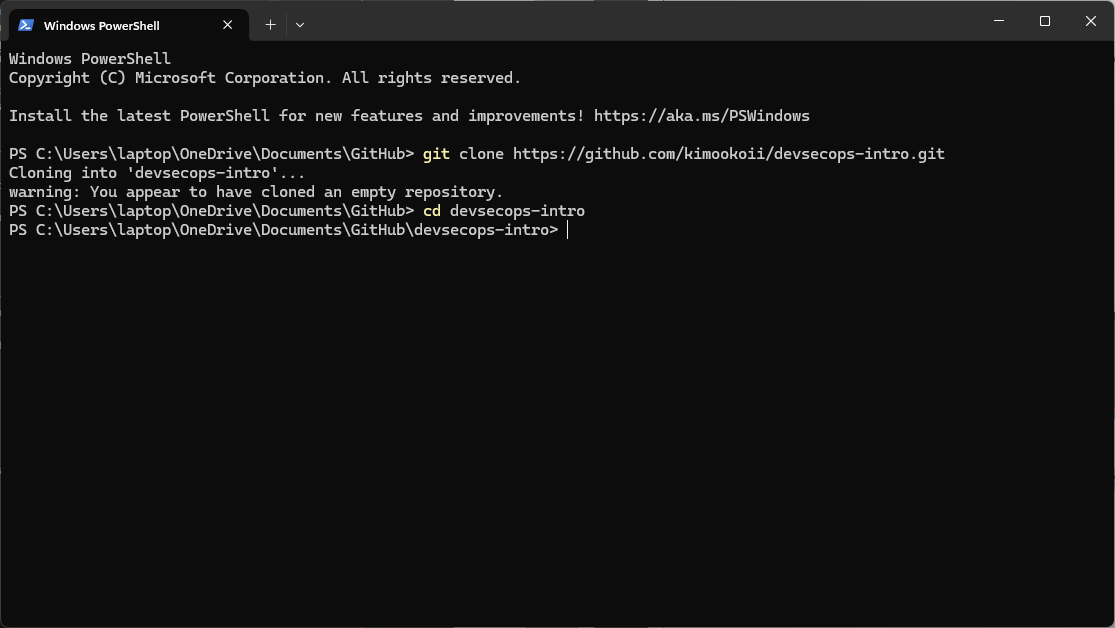 Windows PowerShell
Windows PowerShell
Copyright (C) Microsoft Corporation. All rights reserved.
Install the latest PowerShell for new features and improvements! https://aka.ms/PSWindows
PS C:\Users\laptop\OneDrive\Documents\GitHub> git clone https://github.com/kimookoii/devsecops-intro.git
Cloning into 'devsecops-intro'...
warning: You appear to have cloned an empty repository.
PS C:\Users\laptop\OneDrive\Documents\GitHub> cd devsecops-intro
PS C:\Users\laptop\OneDrive\Documents\GitHub\devsecops-intro>